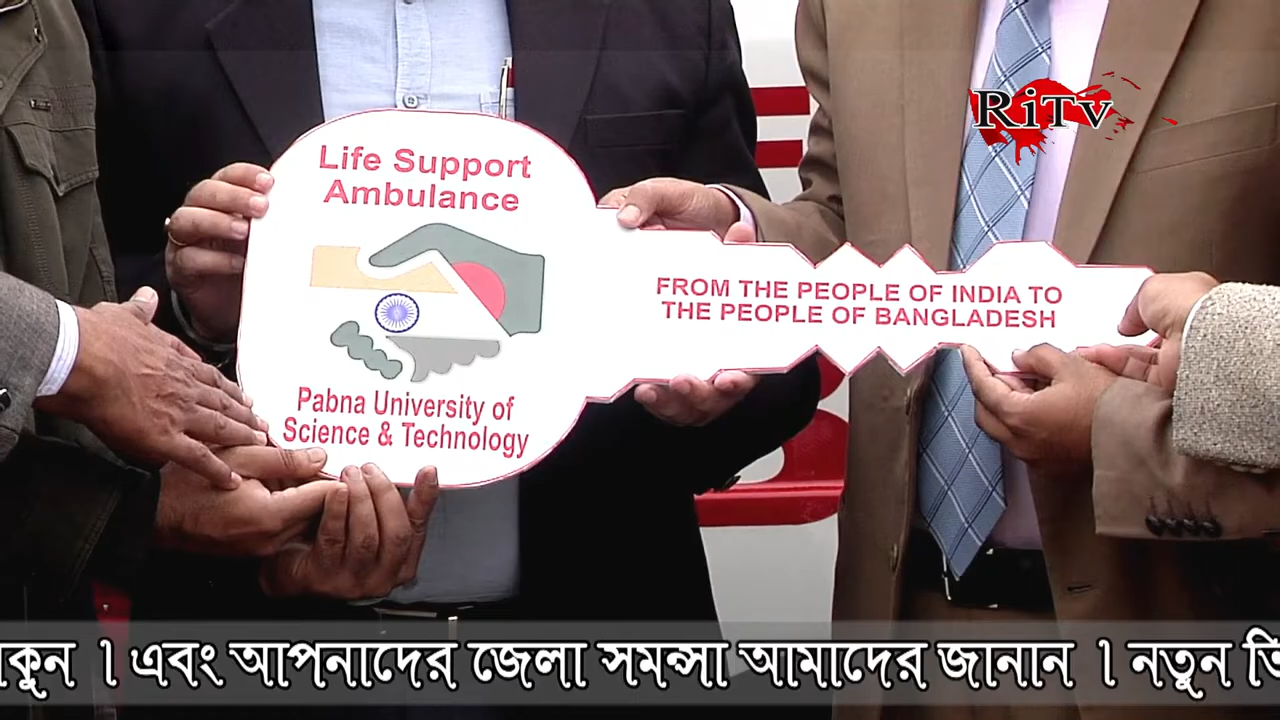 RiTv
Life Support
Ambulance
FROM THE PEOPLE OF INDIA TO
THE PEOPLE OF BANGLADESH
Pabna University of
Science & Technology
এবং আপনাদের জেলা সমন্সা আমাদের জানান । নতুন